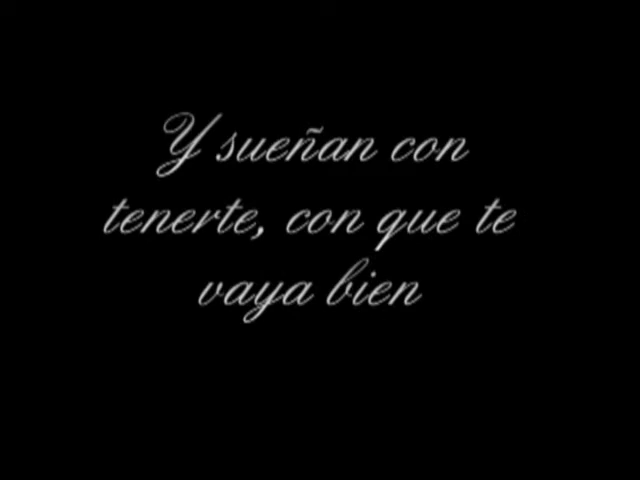 Y sueñan con
tenerte, con que te
vaya bien